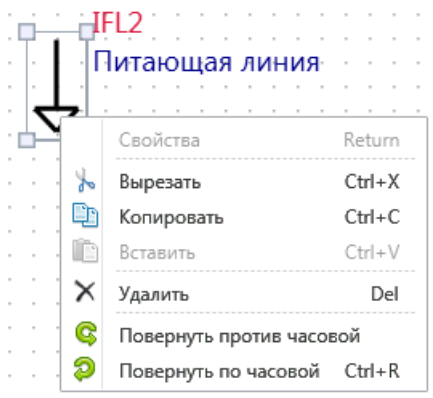 IFL2
Питающая линия
Свойства Return
Вырезать Ctrl+X
Копировать Ctrl+C
Вставить Ctrl+V
Удалить Del
Повернуть против часовой
Повернуть по часовой Ctrl+R